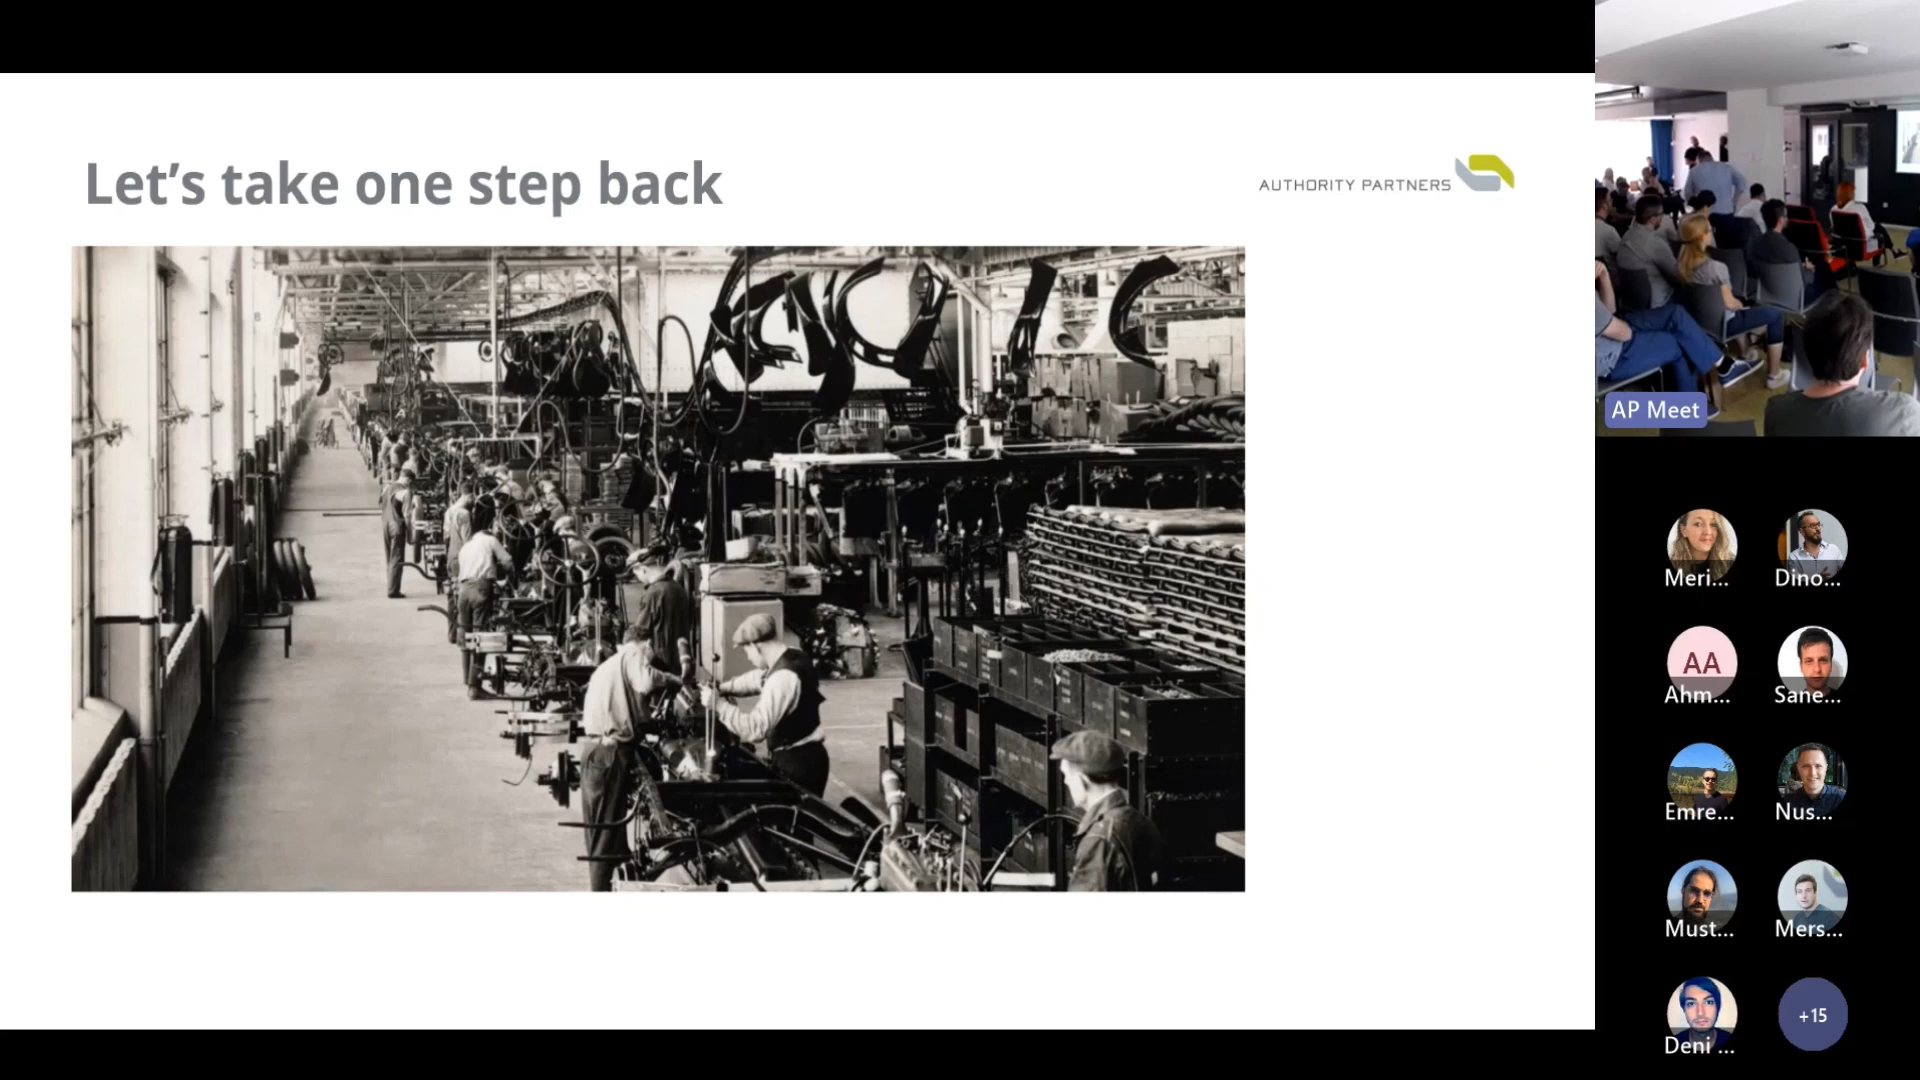 Let's take one step back
AUTHORITY PARTNERS
AP Meet
Meri...
Dino...
AA
Ahm...
Sane...
Emre...
Nus...
Must...
Mers...
Deni ...
+15